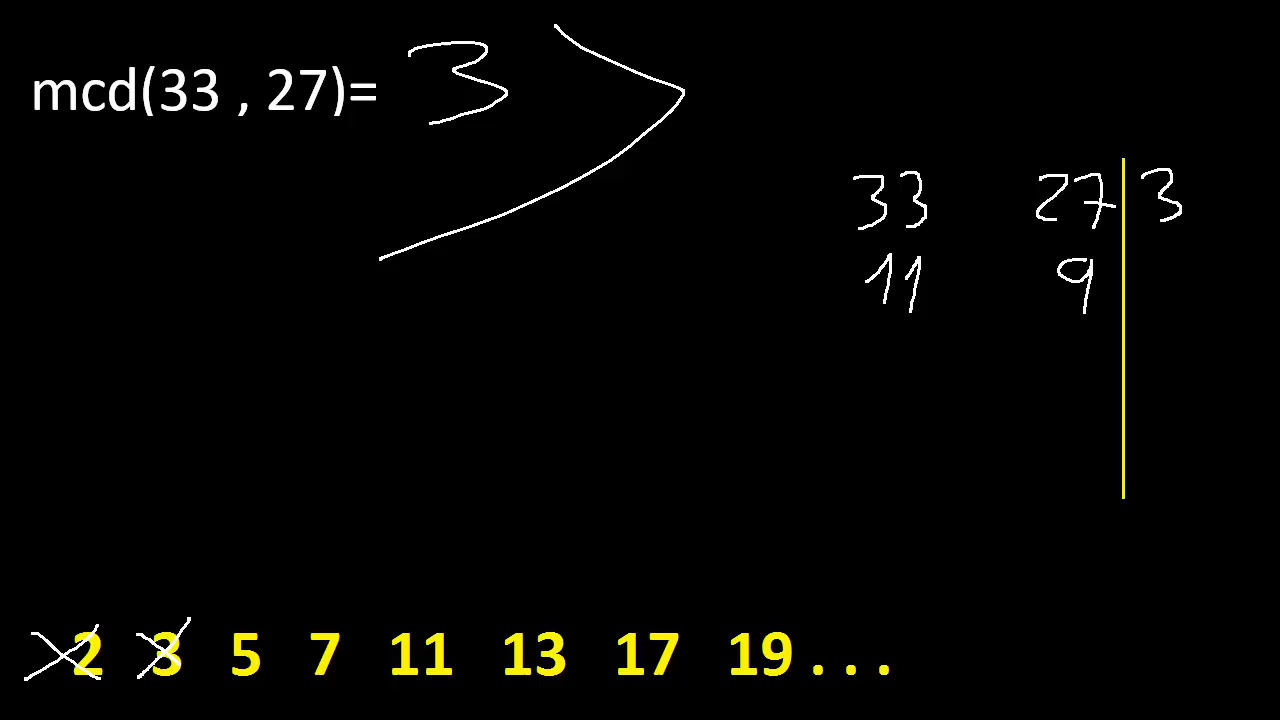 mcd(33 , 27)= 3
33 27 3
11 9
2 3 5 7 11 13 17 19 . . .